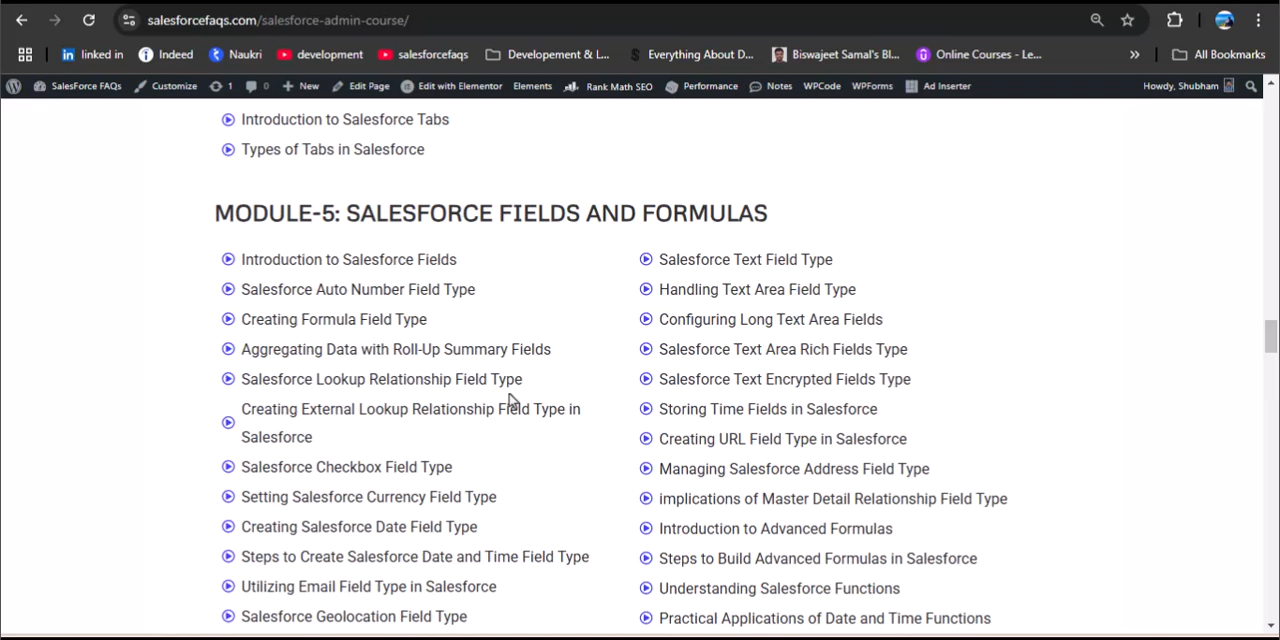 salesforcefaqs.com/salesforce-admin-course/
linked in
Indeed
Naukri
development
salesforcefaqs
Developement & L...
Everything About D...
Biswajeet Samal's Bl...
Online Courses - Le...
»
All Bookmarks
SalesForce FAQs
Customize
1
0
New
Edit Page
Edit with Elementor
Elements
Rank Math SEO
Performance
Notes
WPCode
WPForms
Ad Inserter
Howdy, Shubham
Introduction to Salesforce Tabs
Types of Tabs in Salesforce
MODULE-5: SALESFORCE FIELDS AND FORMULAS
Introduction to Salesforce Fields
Salesforce Auto Number Field Type
Creating Formula Field Type
Aggregating Data with Roll-Up Summary Fields
Salesforce Lookup Relationship Field Type
Creating External Lookup Relationship Field Type in
Salesforce
Salesforce Checkbox Field Type
Setting Salesforce Currency Field Type
Creating Salesforce Date Field Type
Steps to Create Salesforce Date and Time Field Type
Utilizing Email Field Type in Salesforce
Salesforce Geolocation Field Type
Salesforce Text Field Type
Handling Text Area Field Type
Configuring Long Text Area Fields
Salesforce Text Area Rich Fields Type
Salesforce Text Encrypted Fields Type
Storing Time Fields in Salesforce
Creating URL Field Type in Salesforce
Managing Salesforce Address Field Type
implications of Master Detail Relationship Field Type
Introduction to Advanced Formulas
Steps to Build Advanced Formulas in Salesforce
Understanding Salesforce Functions
Practical Applications of Date and Time Functions